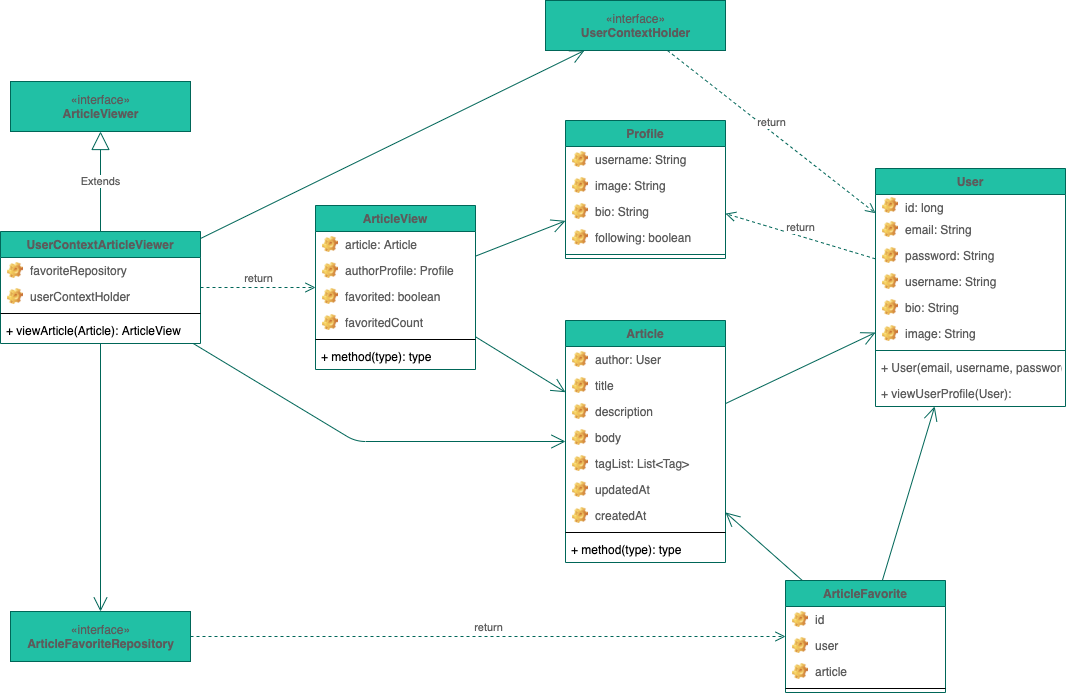 «interface»
UserContextHolder
«interface»
ArticleViewer
return
Profile
username: String
image: String
bio: String
following: boolean
User
id: long
email: String
password: String
username: String
bio: String
image: String
+ User(email, username, passwor
+ viewUserProfile(User):
return
Extends
UserContextArticleViewer
favoriteRepository
userContextHolder
+ viewArticle(Article): ArticleView
return
ArticleView
article: Article
authorProfile: Profile
favorited: boolean
favoritedCount
+ method(type): type
Article
author: User
title
description
body
tagList: List<Tag>
updatedAt
createdAt
+ method(type): type
«interface»
ArticleFavoriteRepository
return
ArticleFavorite
id
user
article